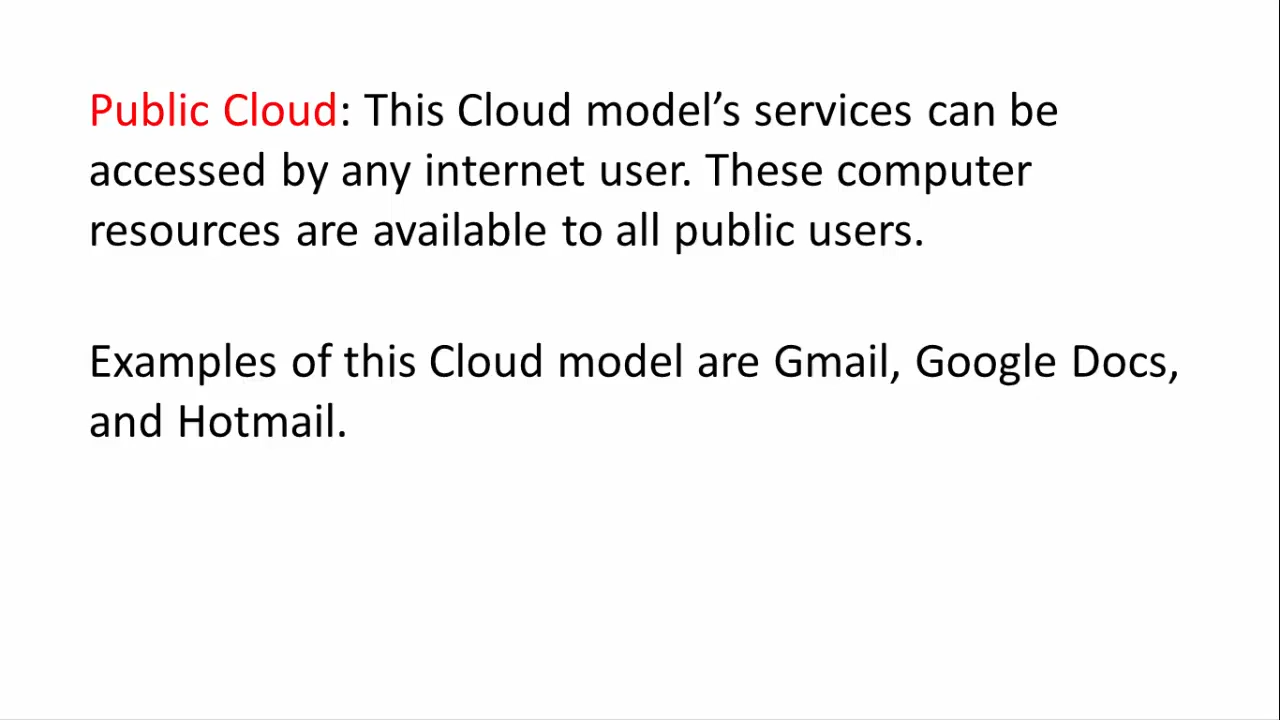 Public Cloud: This Cloud model’s services can be
accessed by any internet user. These computer
resources are available to all public users.
Examples of this Cloud model are Gmail, Google Docs,
and Hotmail.